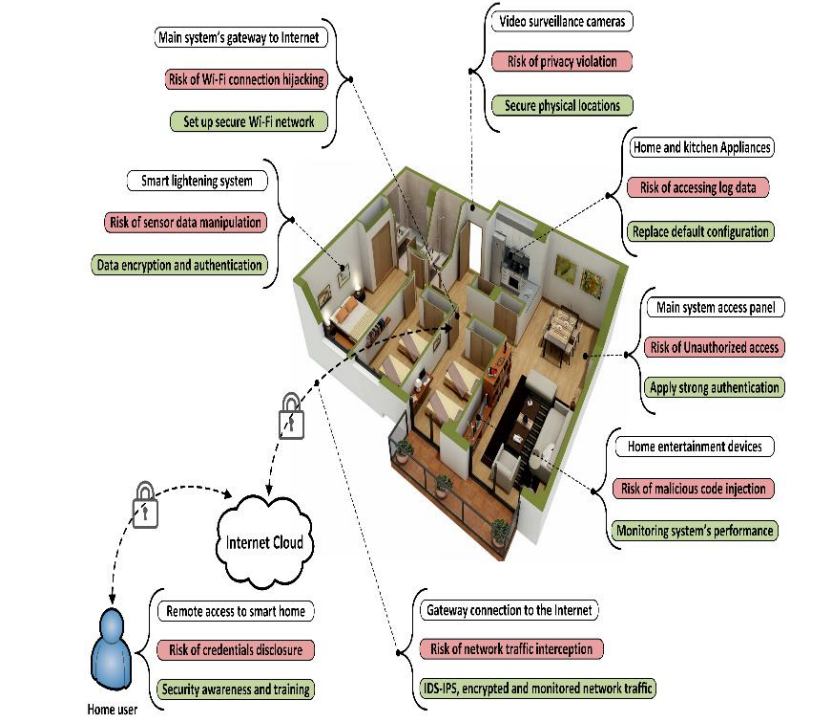 Main system's gateway to Internet
Risk of Wi-Fi connection hijacking
Set up secure Wi-Fi network
Video surveillance cameras
Risk of privacy violation
Secure physical locations
Smart lightening system
Risk of sensor data manipulation
Data encryption and authentication
Home and kitchen Appliances
Risk of accessing log data
Replace default configuration
Main system access panel
Risk of Unauthorized access
Apply strong authentication
Home entertainment devices
Risk of malicious code injection
Monitoring system's performance
Internet Cloud
Remote access to smart home
Risk of credentials disclosure
Security awareness and training
Home user
Gateway connection to the Internet
Risk of network traffic interception
IDS-IPS, encrypted and monitored network traffic